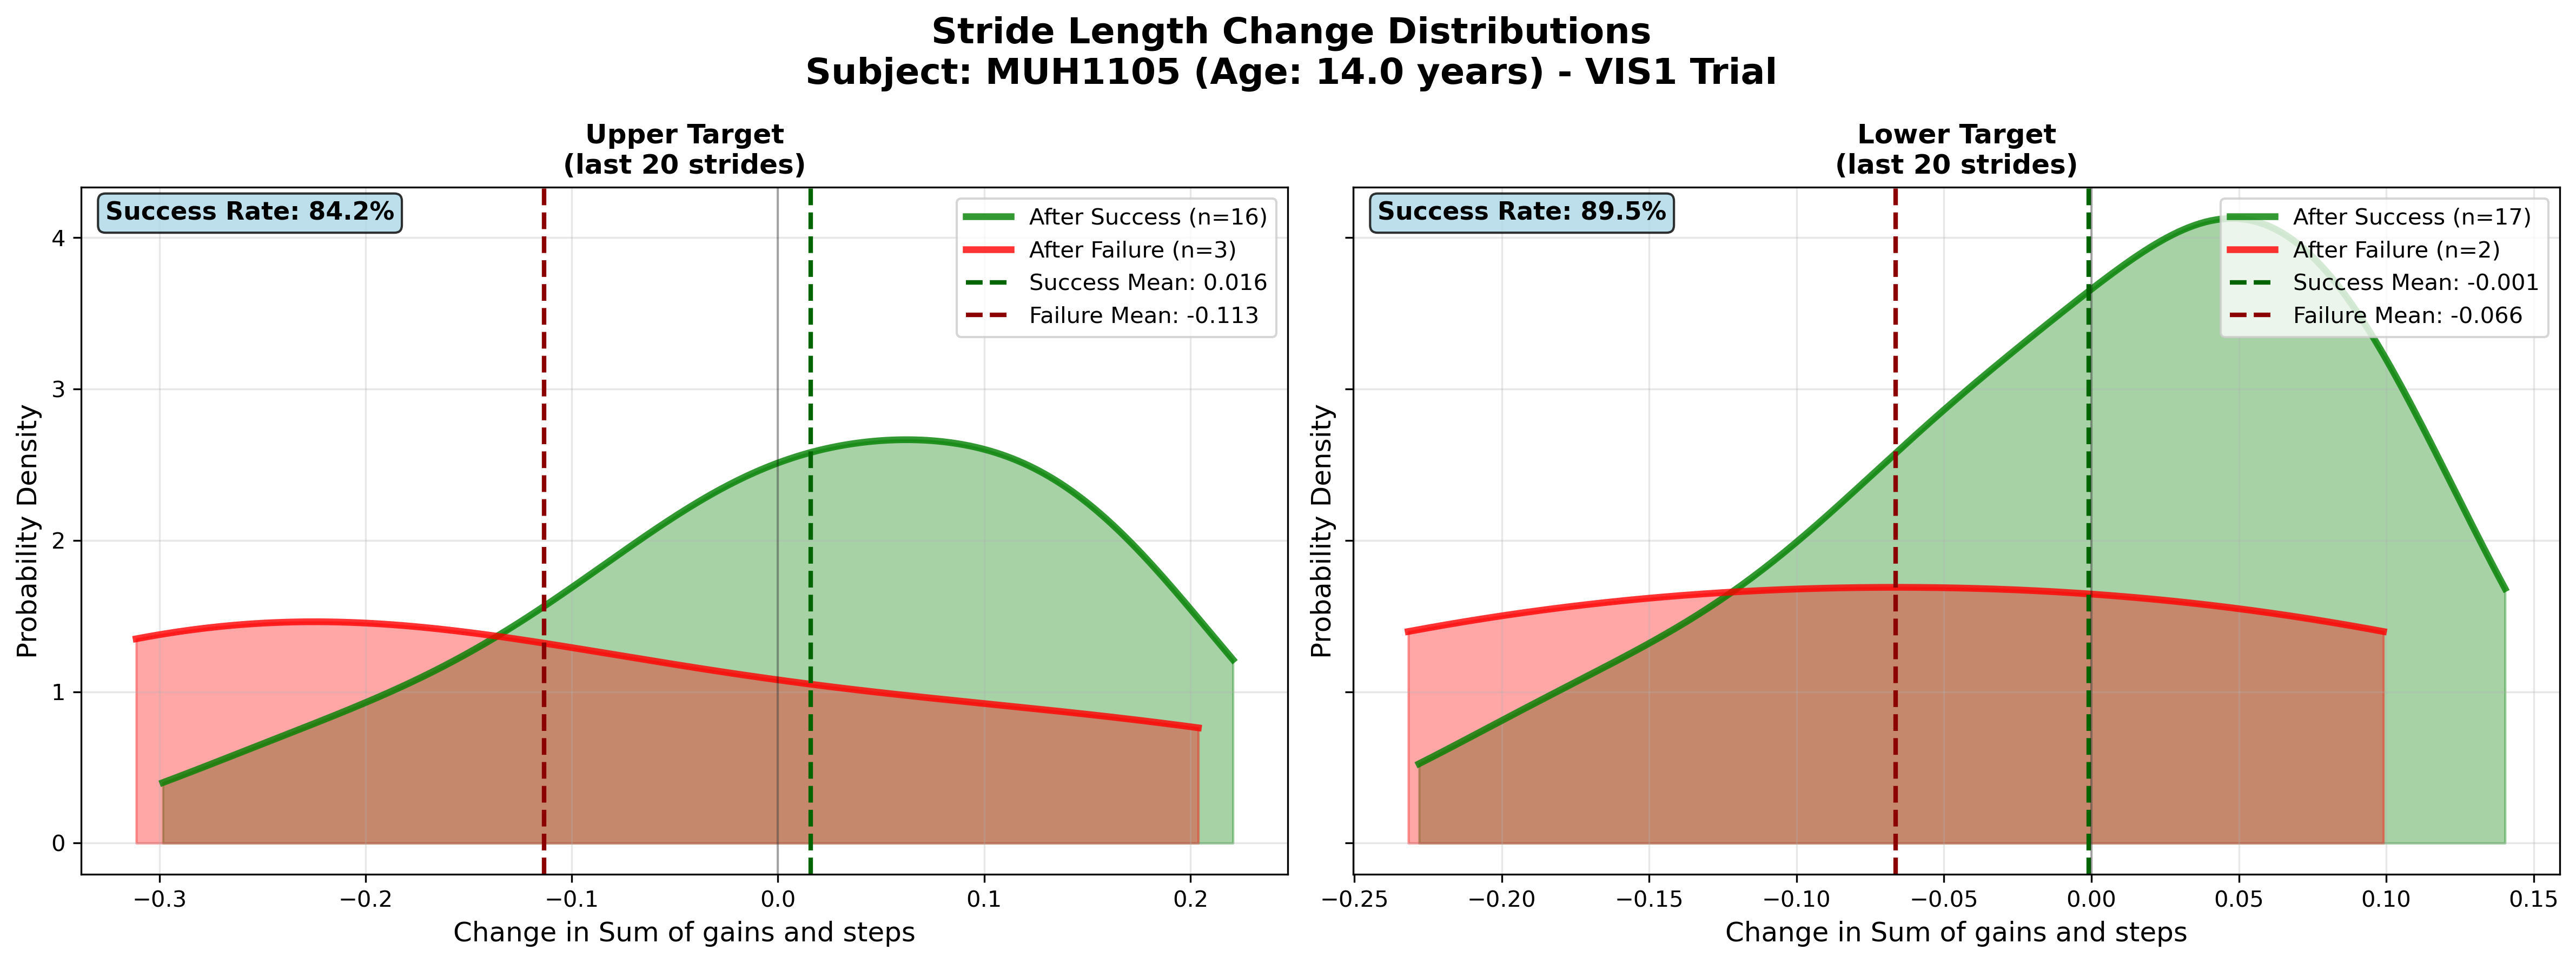 Stride Length Change Distributions
Subject: MUH1105 (Age: 14.0 years) - VIS1 Trial
Upper Target
(last 20 strides)
Success Rate: 84.2%
After Success (n=16)
After Failure (n=3)
Success Mean: 0.016
Failure Mean: -0.113
Probability Density
4
3
2
1
0
−0.3
−0.2
−0.1
0.0
0.1
0.2
Change in Sum of gains and steps
Lower Target
(last 20 strides)
Success Rate: 89.5%
After Success (n=17)
After Failure (n=2)
Success Mean: -0.001
Failure Mean: -0.066
Probability Density
−0.25
−0.20
−0.15
−0.10
−0.05
0.00
0.05
0.10
0.15
Change in Sum of gains and steps